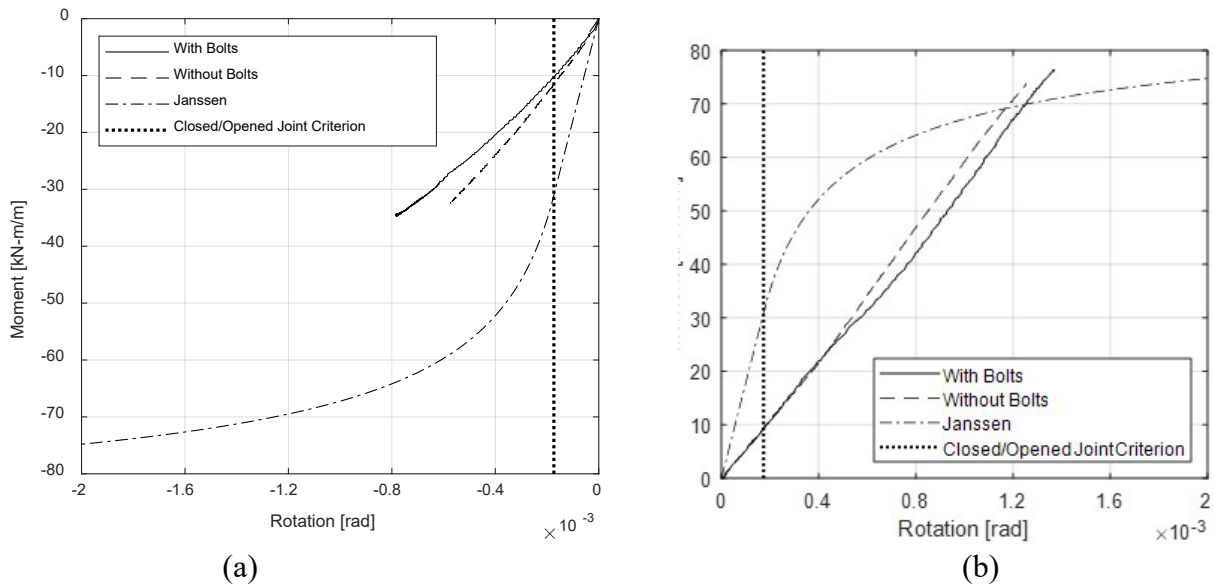 0
-10
-20
-30
-40
-50
-60
-70
-80
Moment [kN-m/m]
With Bolts
Without Bolts
Janssen
Closed/Opened Joint Criterion
-2
-1.6
-1.2
-0.8
-0.4
0
Rotation [rad]
× 10 -3
(a)
80
70
60
50
40
30
20
10
0
With Bolts
Without Bolts
Janssen
Closed/Opened Joint Criterion
0
0.4
0.8
1.2
1.6
2
Rotation [rad]
×10-3
(b)